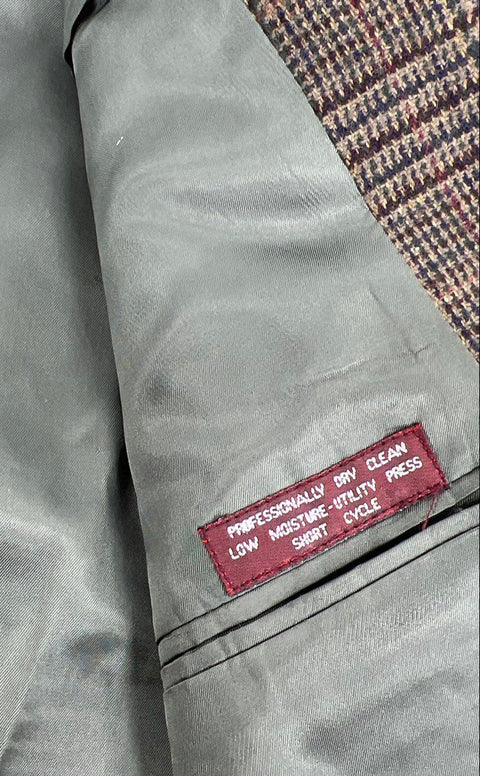 PROFESSIONALLY DRY CLEAN
LOW MOISTURE-UTILITY PRESS
SHORT CYCLE